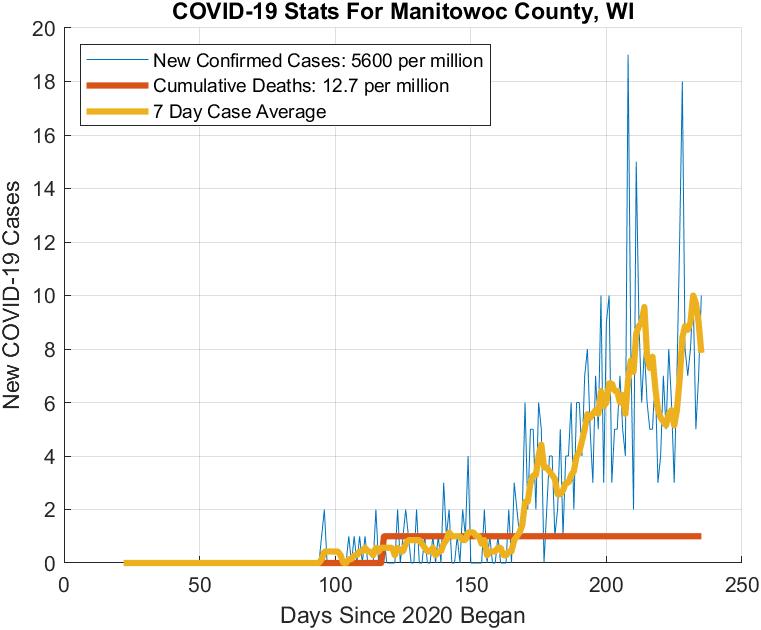 COVID-19 Stats For Manitowoc County, WI
New Confirmed Cases: 5600 per million
Cumulative Deaths: 12.7 per million
7 Day Case Average
New COVID-19 Cases
20
18
16
14
12
10
8
6
4
2
0
0 50 100 150 200 250
Days Since 2020 Began